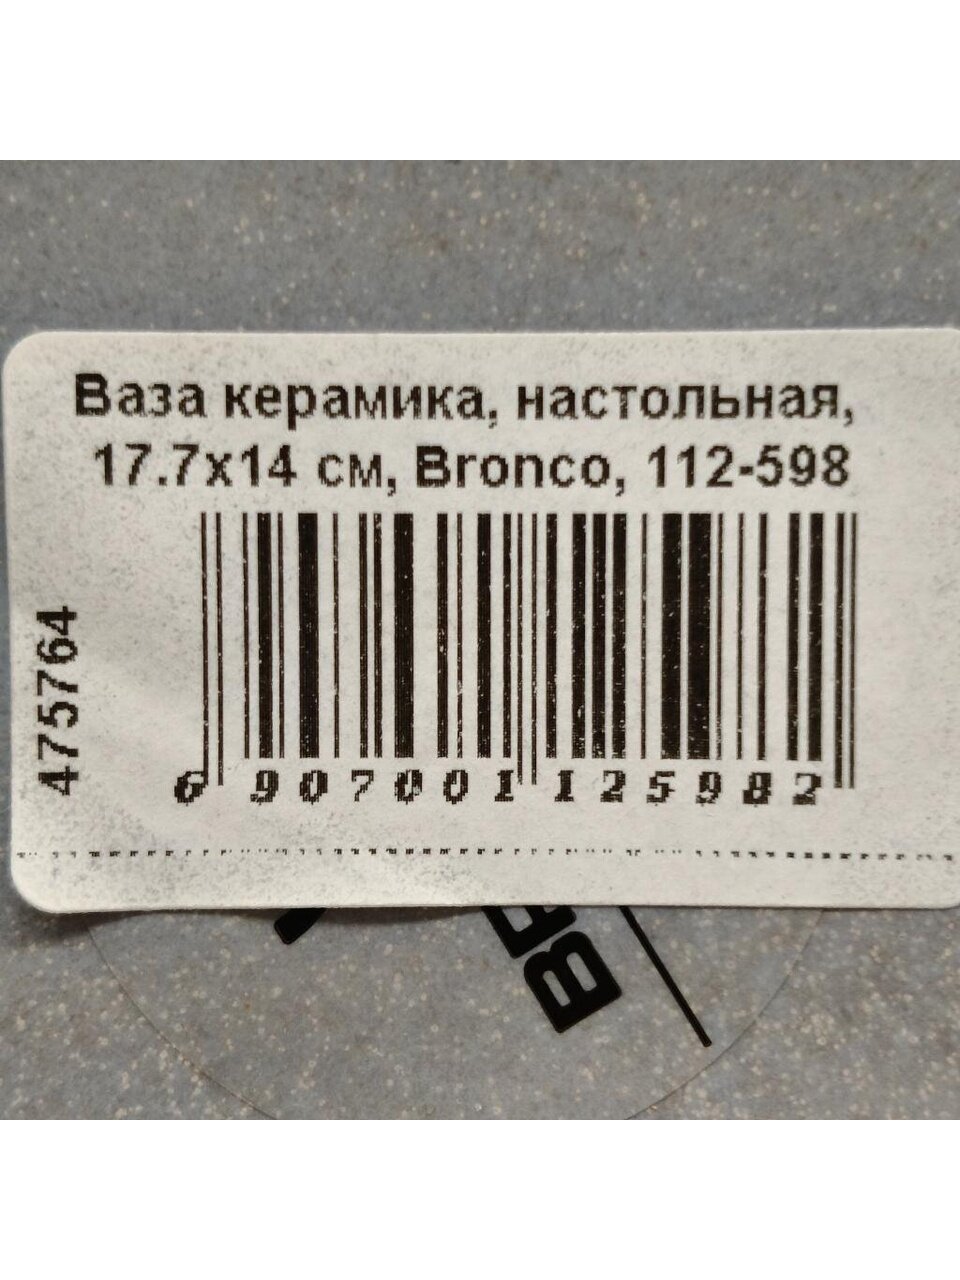 Ваза керамика, настольная,
17.7x14 см, Bronco, 112-598
475764
6 907001 125982